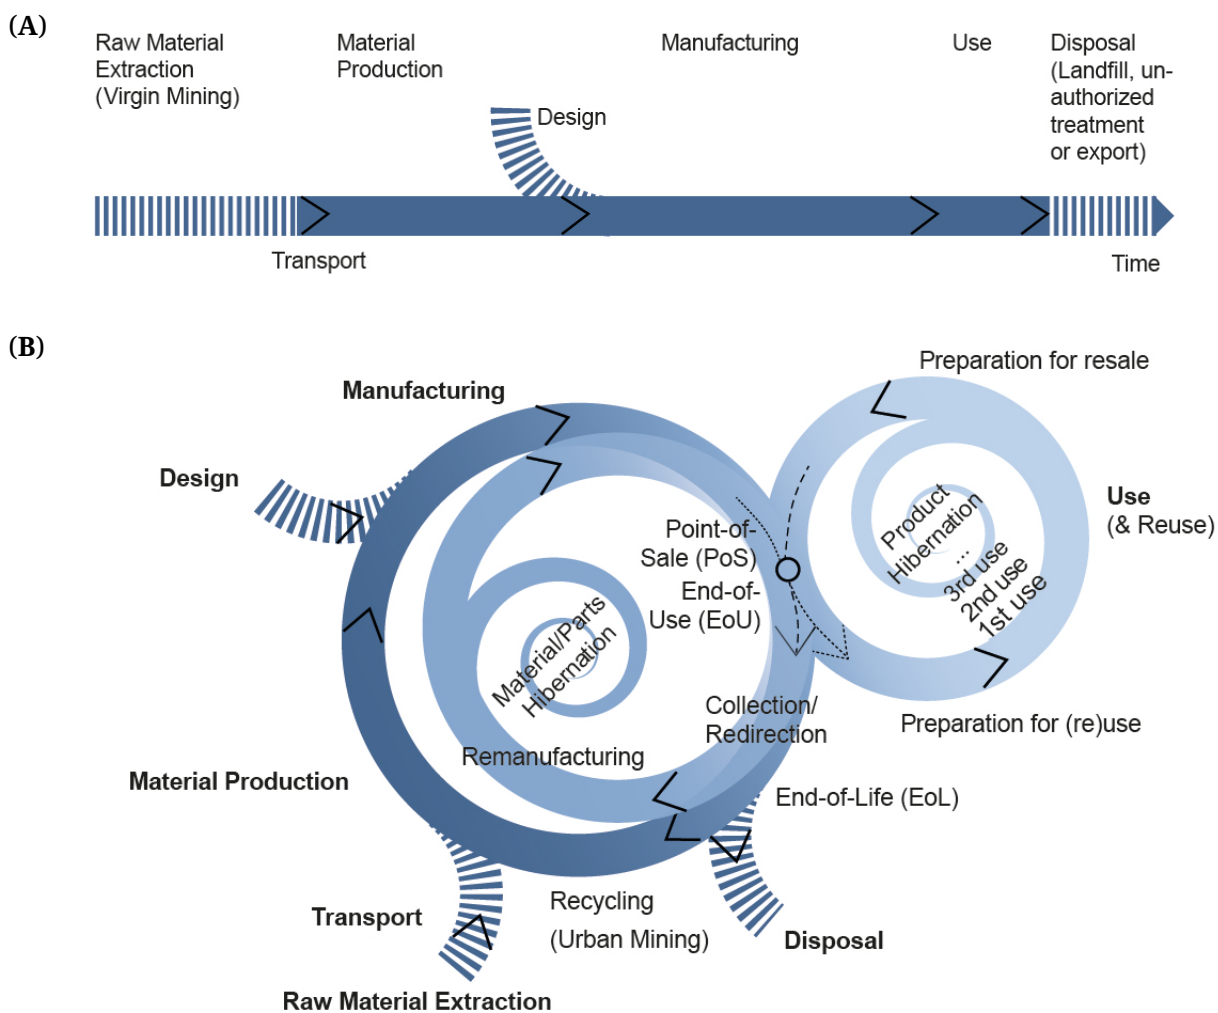 (A)
Raw Material
Extraction
(Virgin Mining)
Material
Production
Manufacturing
Use
Disposal
(Landfill, un-
authorized
treatment
or export)
Design
Transport
Time
(B)
Preparation for resale
Manufacturing
Design
Use
(& Reuse)
Product
Hibernation
...
3rd use
2nd use
1st use
Point-of-
Sale (PoS)
End-of-
Use (EoU)
Material/Parts
Hibernation
Collection/
Redirection
Preparation for (re)use
Remanufacturing
Material Production
End-of-Life (EoL)
Recycling
(Urban Mining)
Transport
Disposal
Raw Material Extraction